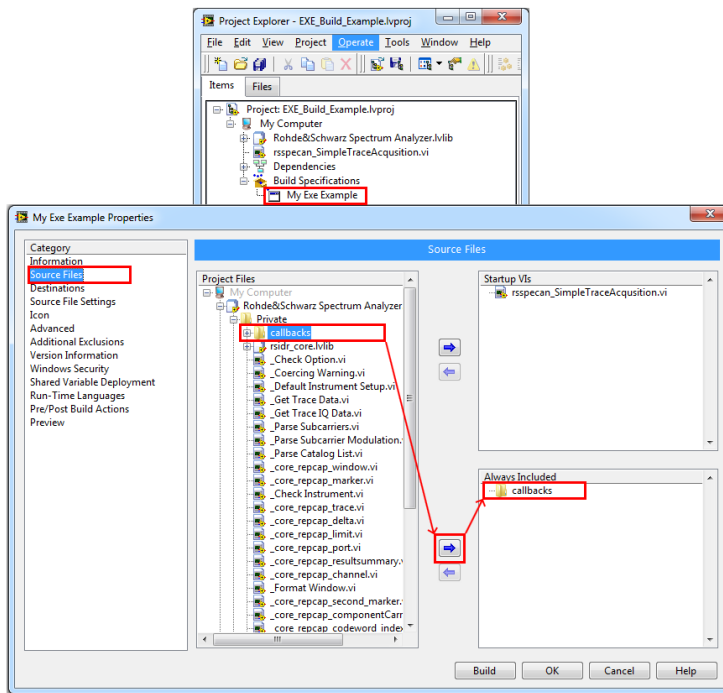 Project Explorer - EXE_Build_Example.lvproj
File Edit View Project Operate Tools Window Help
Items Files
Project: EXE_Build_Example.lvproj
My Computer
Rohde&Schwarz Spectrum Analyzer.lvlib
rsspecan_SimpleTraceAcqusition.vi
Dependencies
Build Specifications
My Exe Example
My Exe Example Properties
Category
Information
Source Files
Destinations
Source File Settings
Icon
Advanced
Additional Exclusions
Version Information
Windows Security
Shared Variable Deployment
Run-Time Languages
Pre/Post Build Actions
Preview
Source Files
Project Files
My Computer
Rohde&Schwarz Spectrum Analyzer
Private
callbacks
rsidr_core.lvlib
_Check Option.vi
_Coercing Warning.vi
_Default Instrument Setup.vi
_Get Trace Data.vi
_Get Trace IQ Data.vi
_Parse Subcarriers.vi
_Parse Subcarrier Modulation.
_Parse Catalog List.vi
_core_repcap_window.vi
_core_repcap_marker.vi
_Check Instrument.vi
_core_repcap_trace.vi
_core_repcap_delta.vi
_core_repcap_limit.vi
_core_repcap_port.vi
_core_repcap_resultsummary.
_core_repcap_channel.vi
_Format Window.vi
_core_repcap_second_marker.
_core_repcap_componentCarr
_core_repcap_codeword_index
Startup VIs
rsspecan_SimpleTraceAcqusition.vi
Always Included
callbacks
Build OK Cancel Help